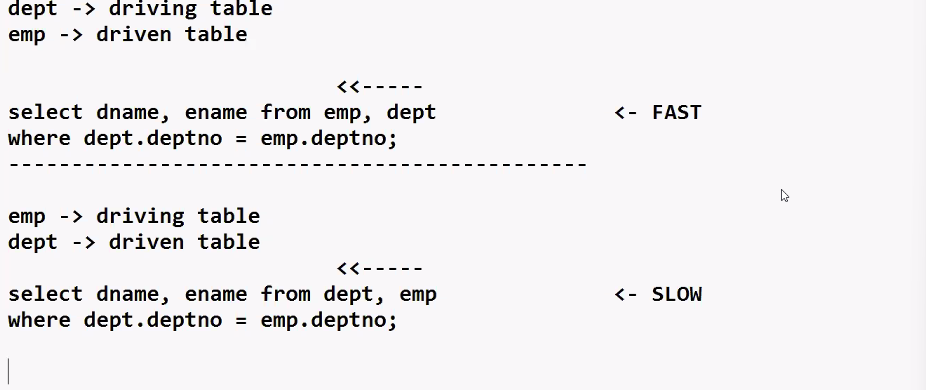 dept -> driving table
emp -> driven table
<<-----
select dname, ename from emp, dept <- FAST
where dept.deptno = emp.deptno;
----------------------------------------------
emp -> driving table
dept -> driven table
<<-----
select dname, ename from dept, emp <- SLOW
where dept.deptno = emp.deptno;